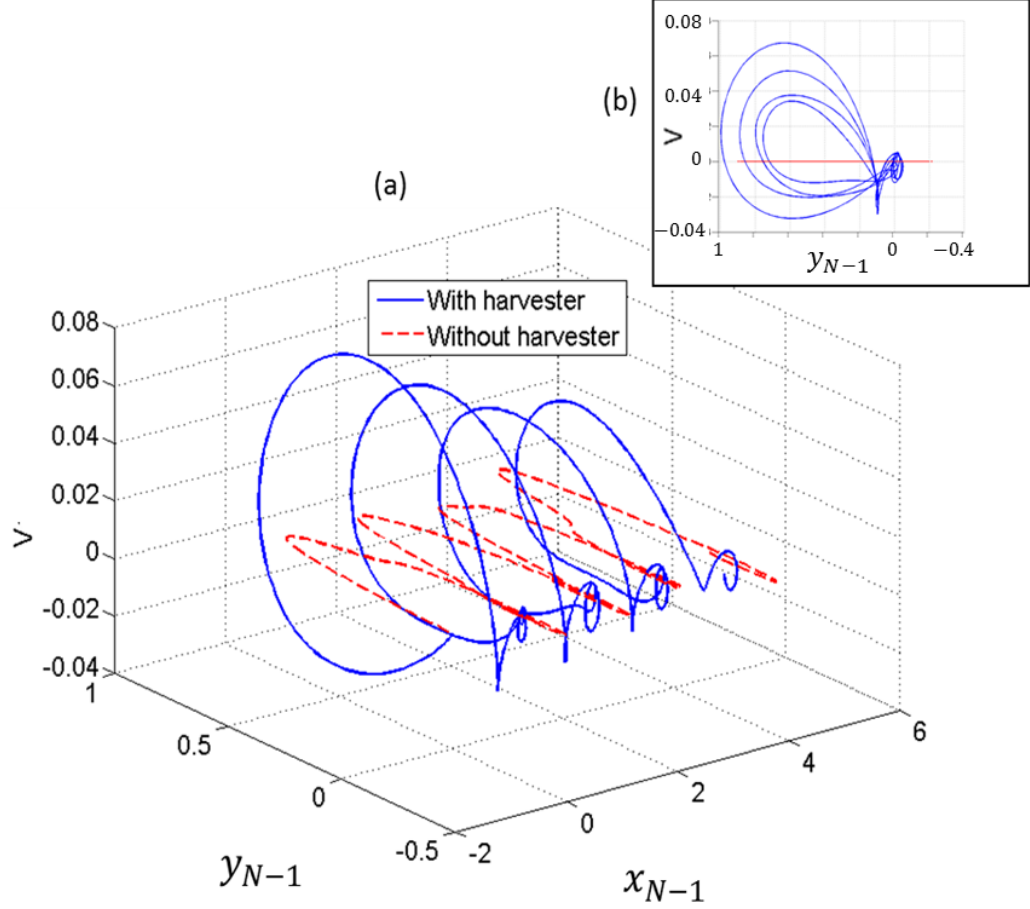 0.08
(b)
0.04
V
0
−0.04
1
0
−0.4
y_{N−1}
(a)
With harvester
Without harvester
0.08
0.06
0.04
0.02
0
-0.02
-0.04
V
1
0.5
0
-0.5
y_{N−1}
-2
0
2
4
6
x_{N−1}